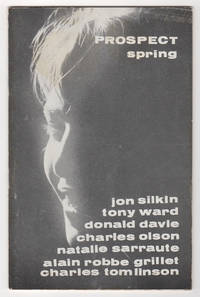 PROSPECT
spring
jon silkin
tony ward
donald davie
charles olson
natalie sarraute
alain robbe grillet
charles tomlinson